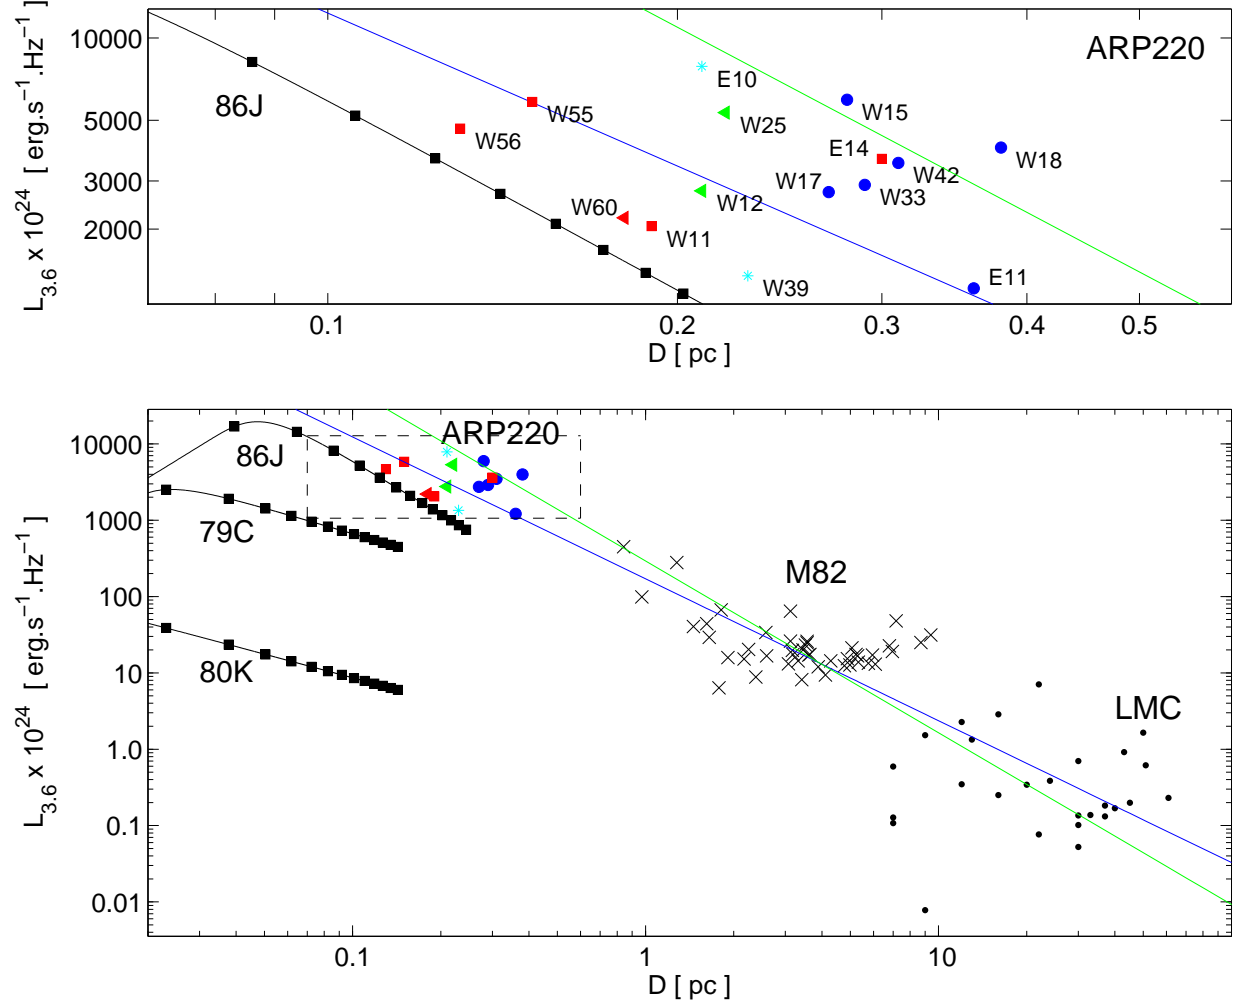 ARP220
10000
5000
3000
2000
L3.6 x 10^24 [ erg.s^−1.Hz^−1 ]
86J
E10
W55
W56
W25
W15
E14
W18
W42
W17
W33
W12
W60
W11
W39
E11
0.1
0.2
0.3
0.4
0.5
D [ pc ]
ARP220
86J
79C
80K
M82
LMC
10000
1000
100
10
1.0
0.1
0.01
L3.6 x 10^24 [ erg.s^−1.Hz^−1 ]
0.1
1
10
D [ pc ]